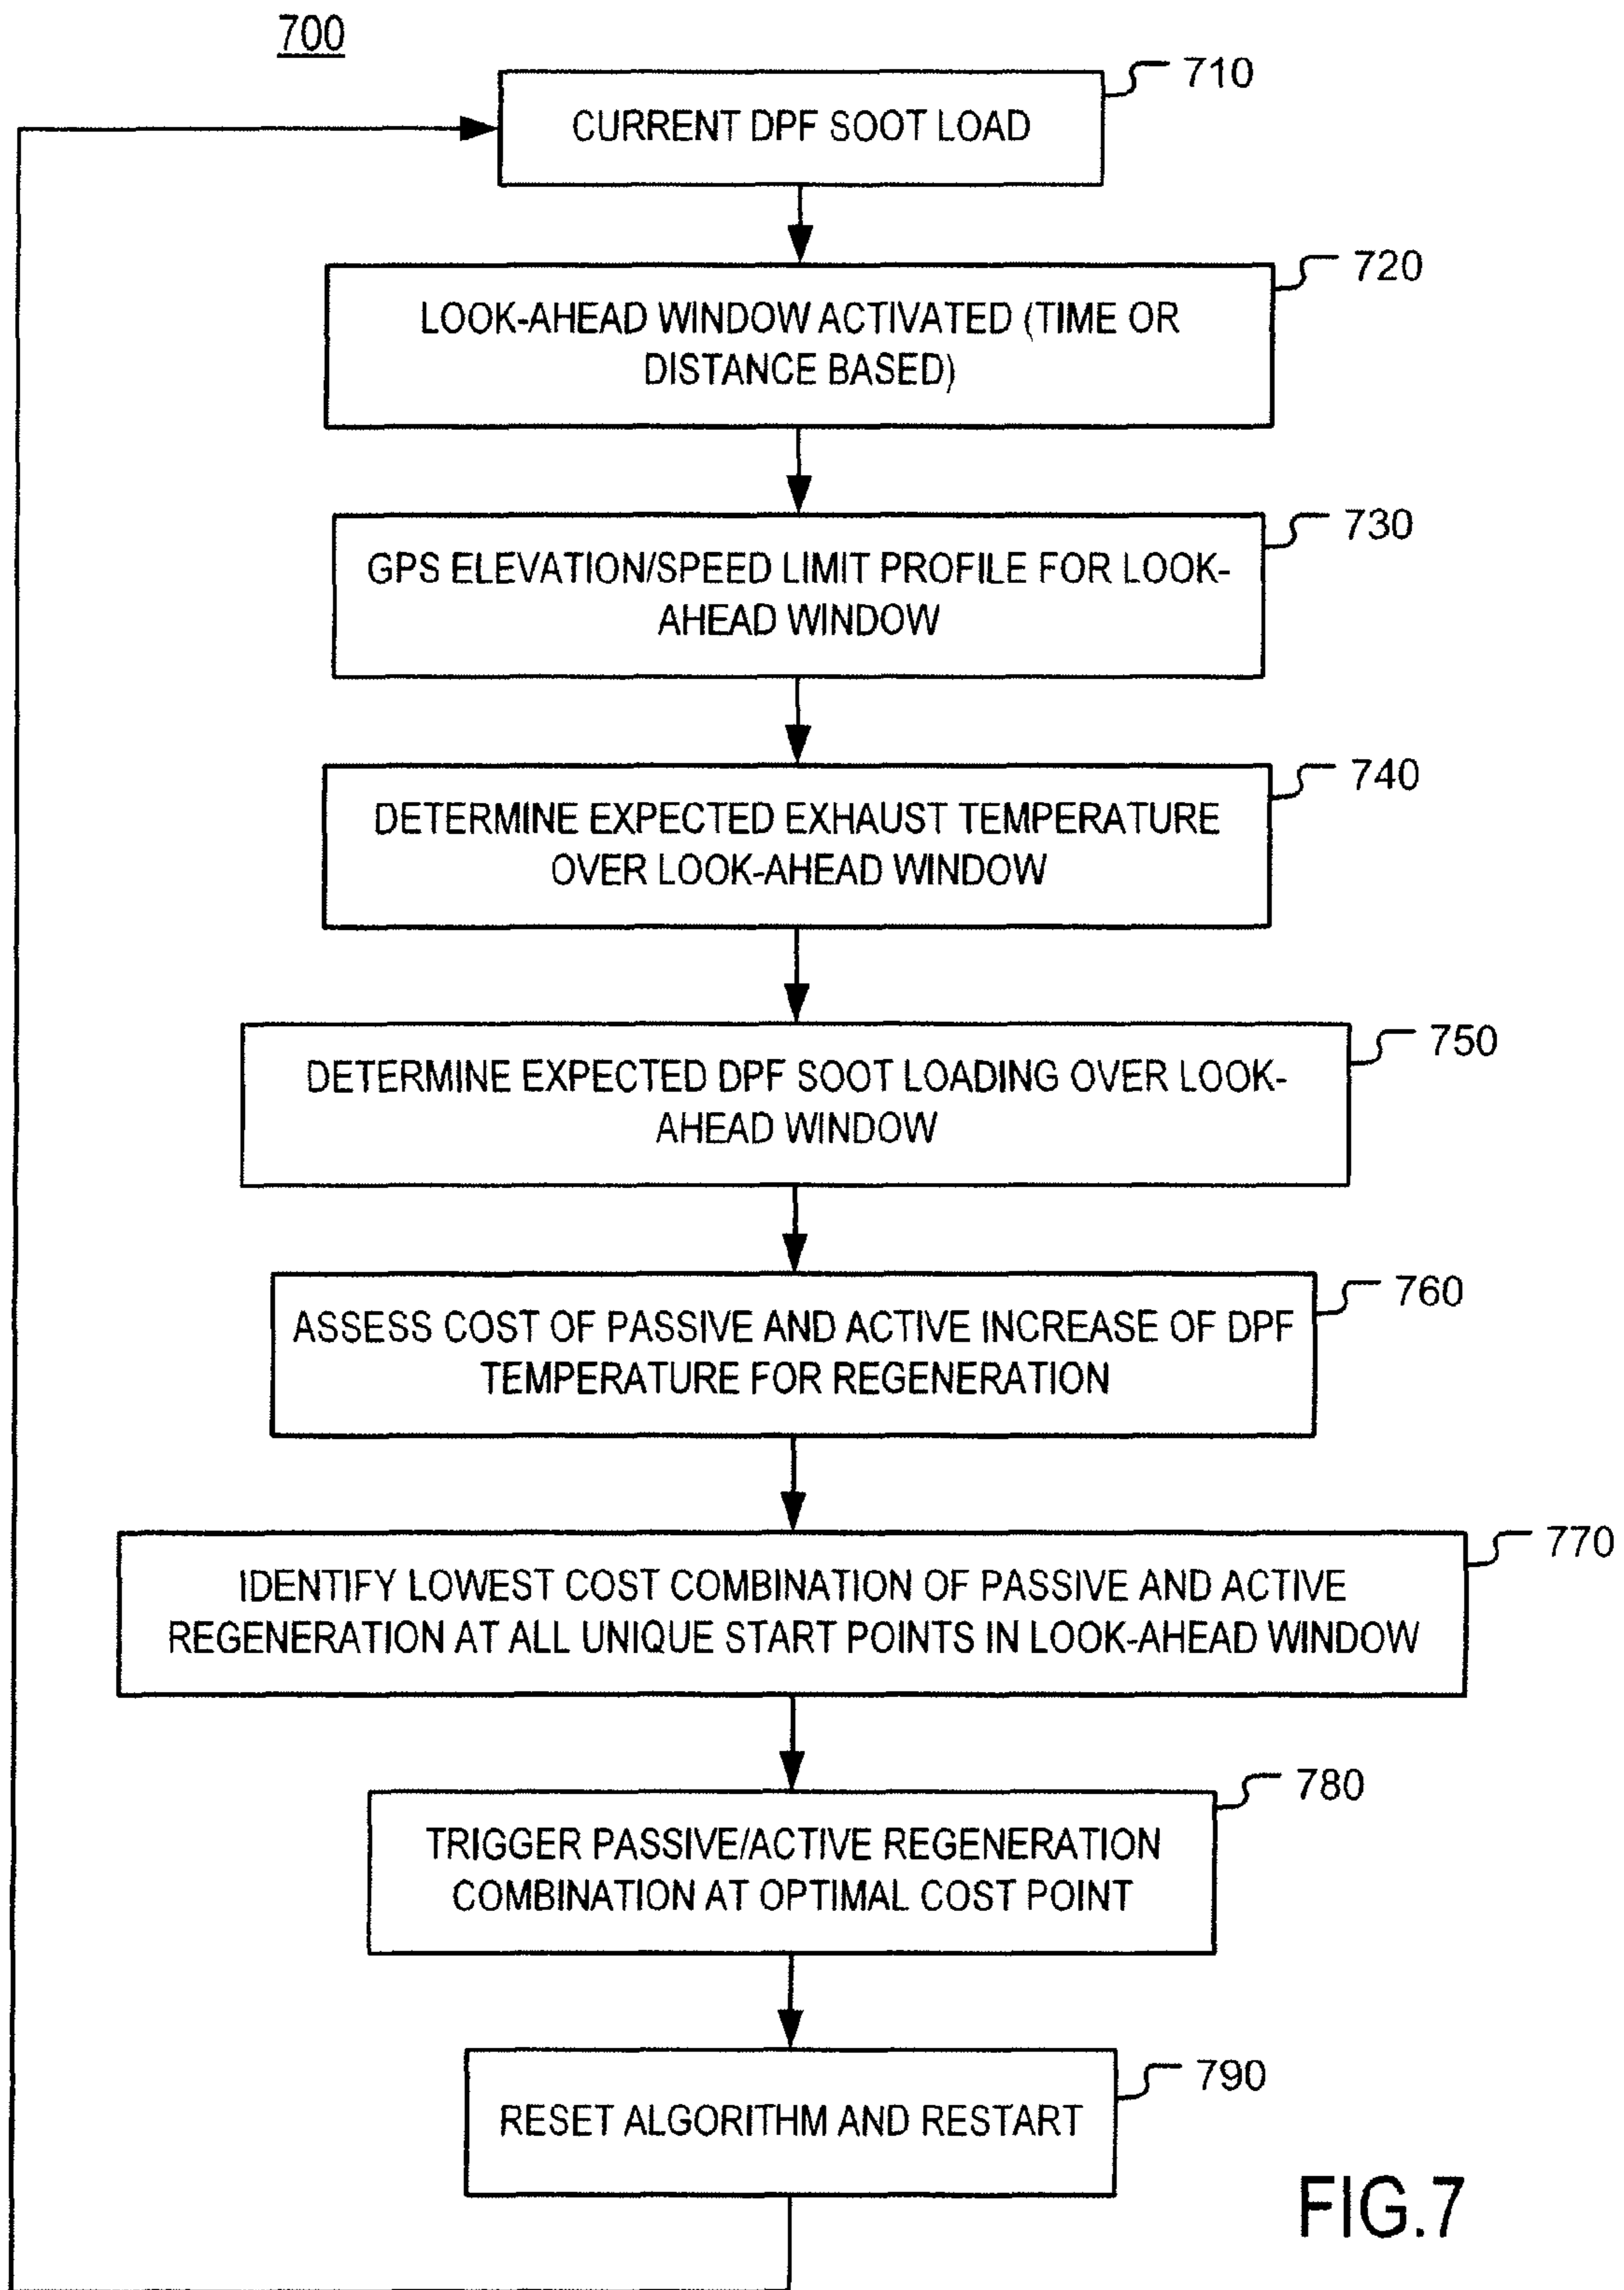 700
710
CURRENT DPF SOOT LOAD
720
LOOK-AHEAD WINDOW ACTIVATED (TIME OR
DISTANCE BASED)
730
GPS ELEVATION/SPEED LIMIT PROFILE FOR LOOK-
AHEAD WINDOW
740
DETERMINE EXPECTED EXHAUST TEMPERATURE
OVER LOOK-AHEAD WINDOW
750
DETERMINE EXPECTED DPF SOOT LOADING OVER LOOK-
AHEAD WINDOW
760
ASSESS COST OF PASSIVE AND ACTIVE INCREASE OF DPF
TEMPERATURE FOR REGENERATION
770
IDENTIFY LOWEST COST COMBINATION OF PASSIVE AND ACTIVE
REGENERATION AT ALL UNIQUE START POINTS IN LOOK-AHEAD WINDOW
780
TRIGGER PASSIVE/ACTIVE REGENERATION
COMBINATION AT OPTIMAL COST POINT
790
RESET ALGORITHM AND RESTART
FIG.7